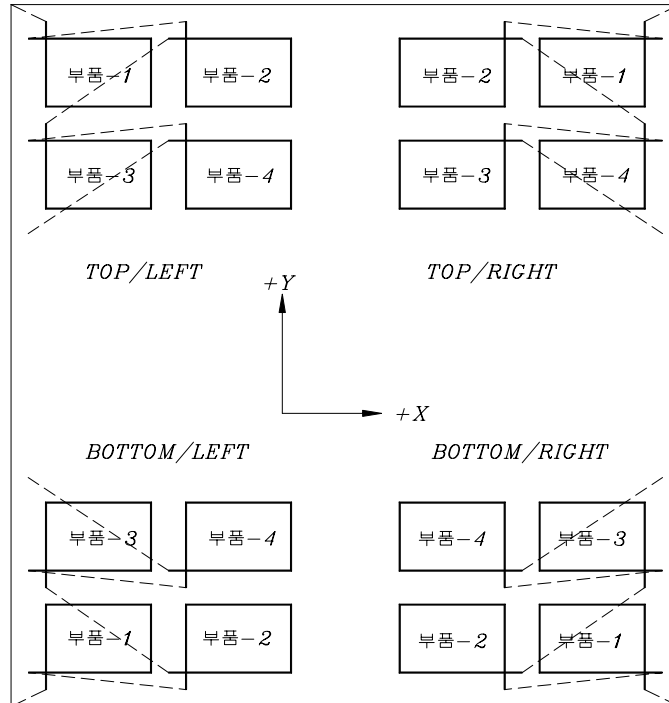 부품-1 부품-2 부품-2 부품-1
부품-3 부품-4 부품-3 부품-4
TOP/LEFT TOP/RIGHT
+Y
+X
BOTTOM/LEFT BOTTOM/RIGHT
부품-3 부품-4 부품-4 부품-3
부품-1 부품-2 부품-2 부품-1